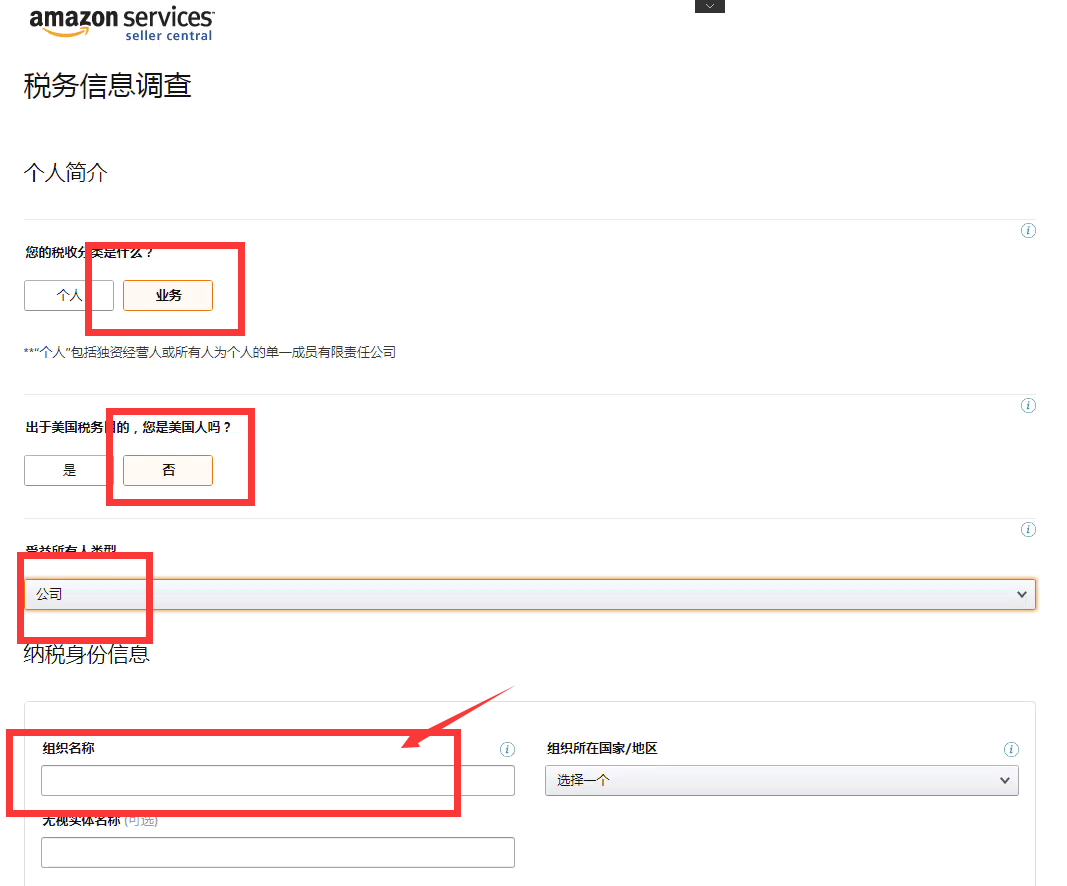 amazon services
seller central
税务信息调查
个人简介
您的税收分类是什么？
个人 业务
**“个人”包括独资经营人或所有人为个人的单一成员有限责任公司
出于美国税务目的，您是美国人吗？
是 否
受益所有人类型
公司
纳税身份信息
组织名称 组织所在国家/地区
选择一个
无视实体名称 (可选)